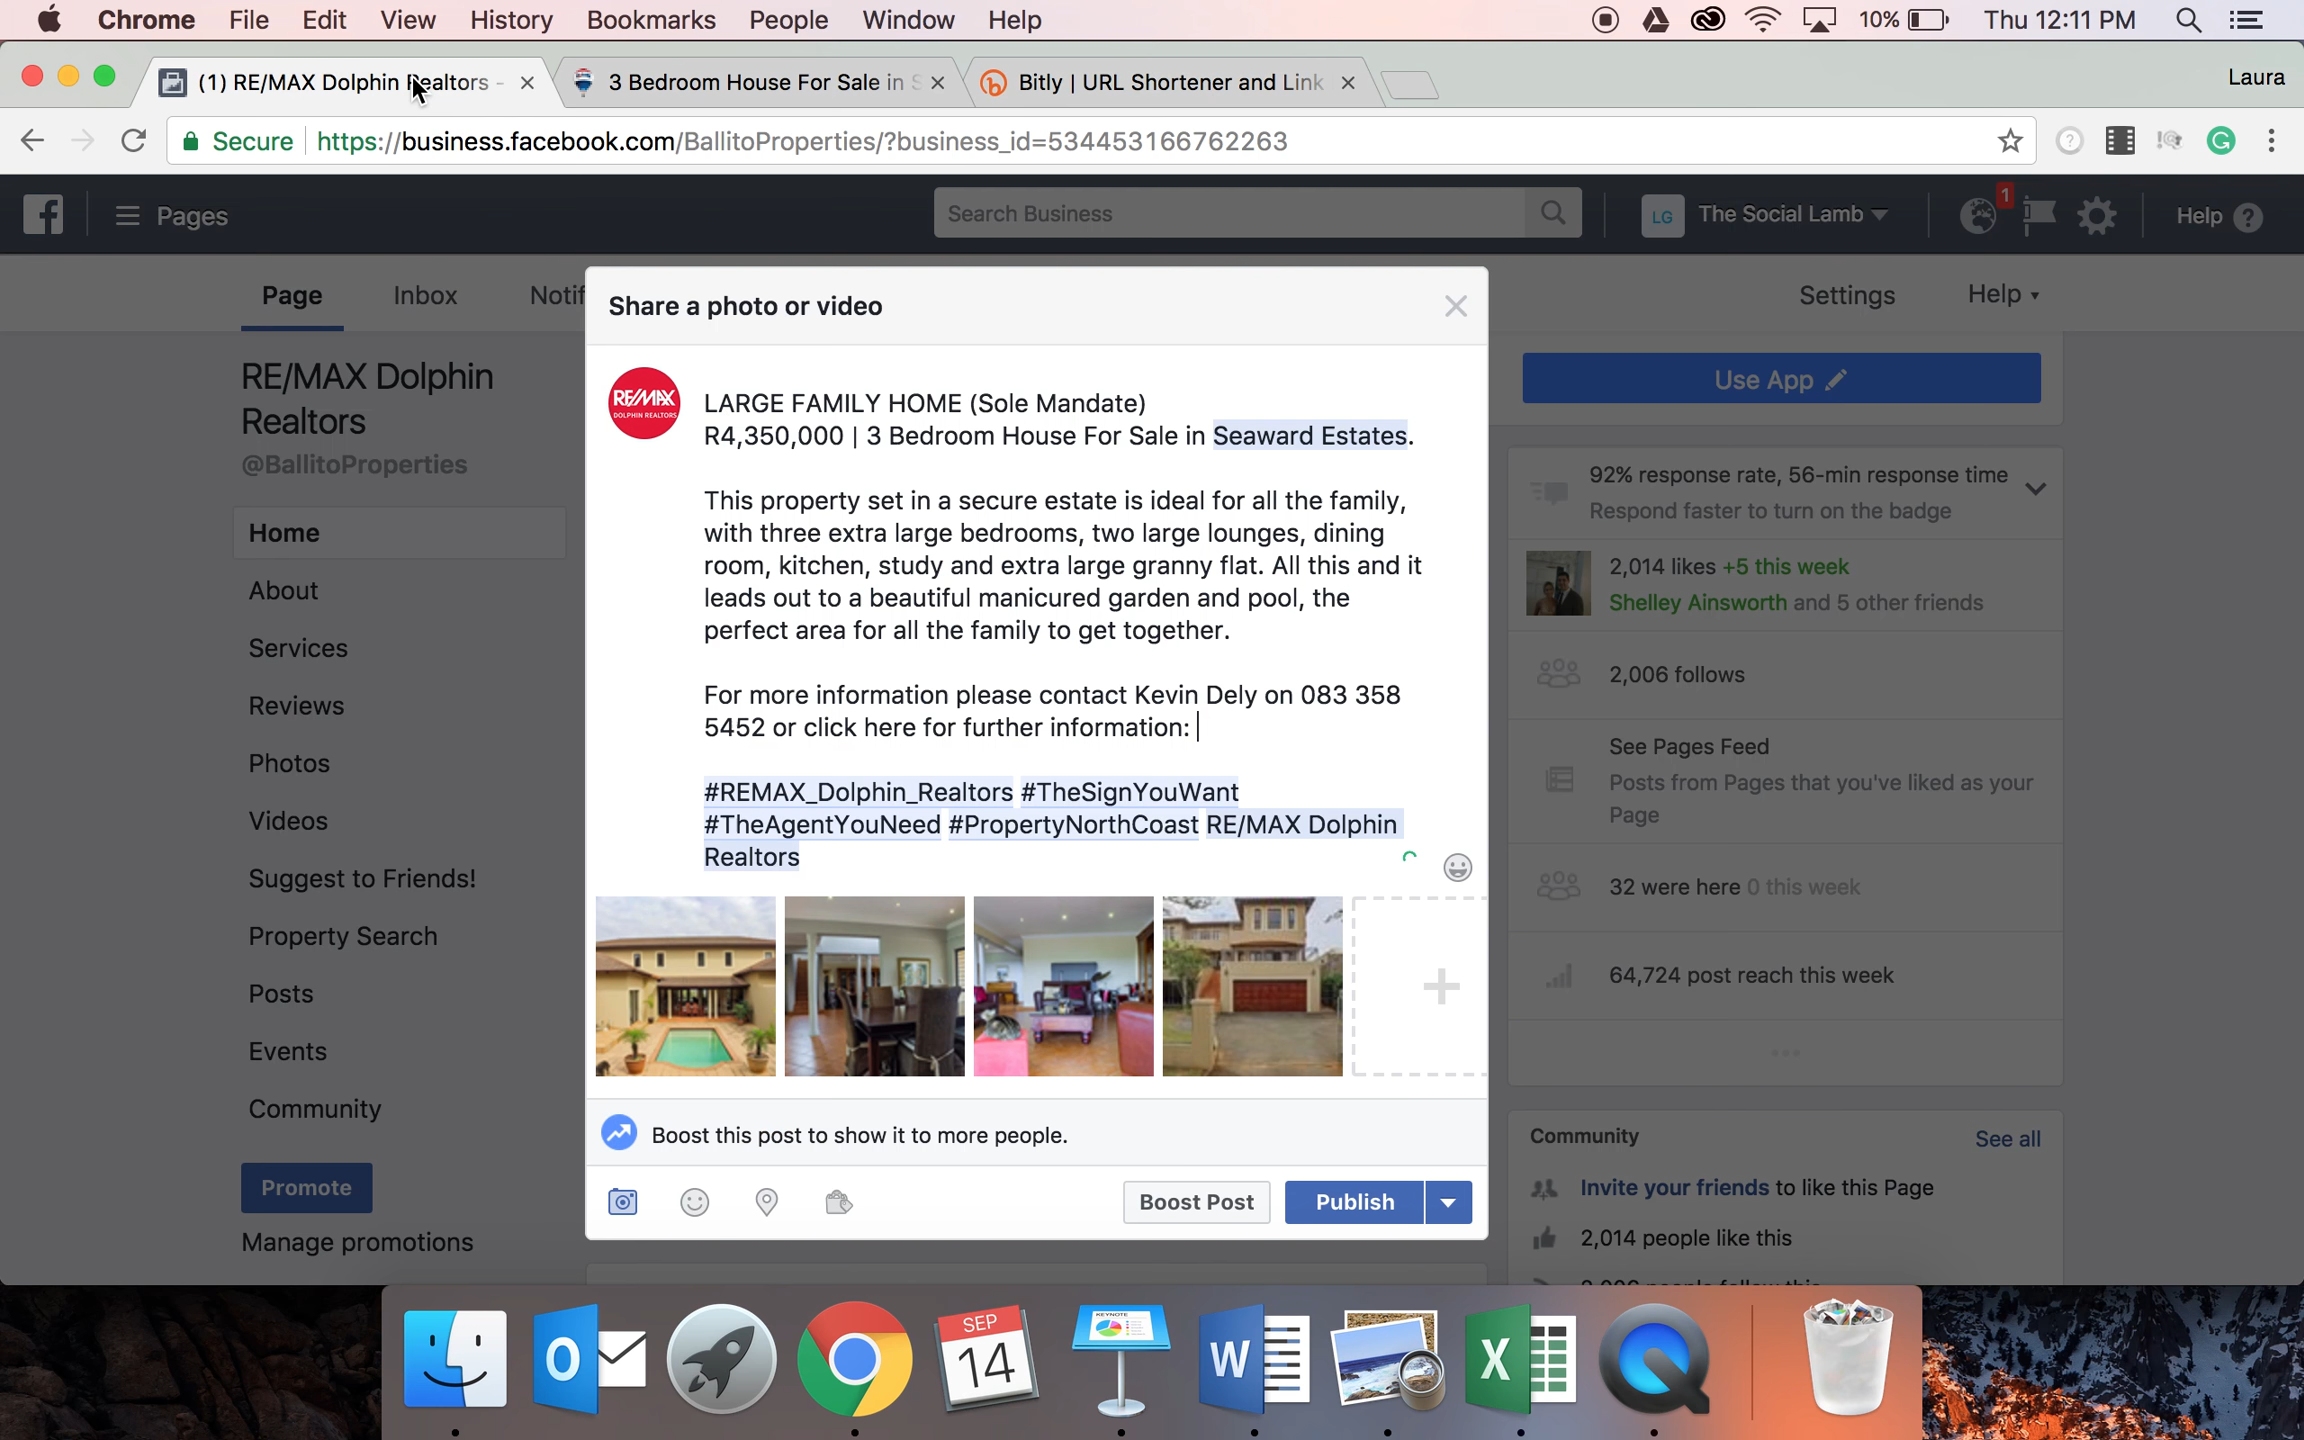 Chrome File Edit View History Bookmarks People Window Help 10% Thu 12:11 PM
(1) RE/MAX Dolphin Realtors - 3 Bedroom House For Sale in S Bitly | URL Shortener and Link Laura
Secure https://business.facebook.com/BallitoProperties/?business_id=534453166762263
Pages Search Business LG The Social Lamb 1 Help ?
Page Inbox Notif Settings Help
Share a photo or video
RE/MAX Dolphin
Realtors
@BallitoProperties
Home
About
Services
Reviews
Photos
Videos
Suggest to Friends!
Property Search
Posts
Events
Community
Promote
Manage promotions
RE/MAX
DOLPHIN REALTORS
LARGE FAMILY HOME (Sole Mandate)
R4,350,000 | 3 Bedroom House For Sale in Seaward Estates.
This property set in a secure estate is ideal for all the family,
with three extra large bedrooms, two large lounges, dining
room, kitchen, study and extra large granny flat. All this and it
leads out to a beautiful manicured garden and pool, the
perfect area for all the family to get together.
For more information please contact Kevin Dely on 083 358
5452 or click here for further information:
#REMAX_Dolphin_Realtors #TheSignYouWant
#TheAgentYouNeed #PropertyNorthCoast RE/MAX Dolphin
Realtors
Boost this post to show it to more people.
Boost Post Publish
Use App
92% response rate, 56-min response time
Respond faster to turn on the badge
2,014 likes +5 this week
Shelley Ainsworth and 5 other friends
2,006 follows
See Pages Feed
Posts from Pages that you've liked as your
Page
32 were here 0 this week
64,724 post reach this week
Community See all
Invite your friends to like this Page
2,014 people like this
SEP
14
KEYNOTE